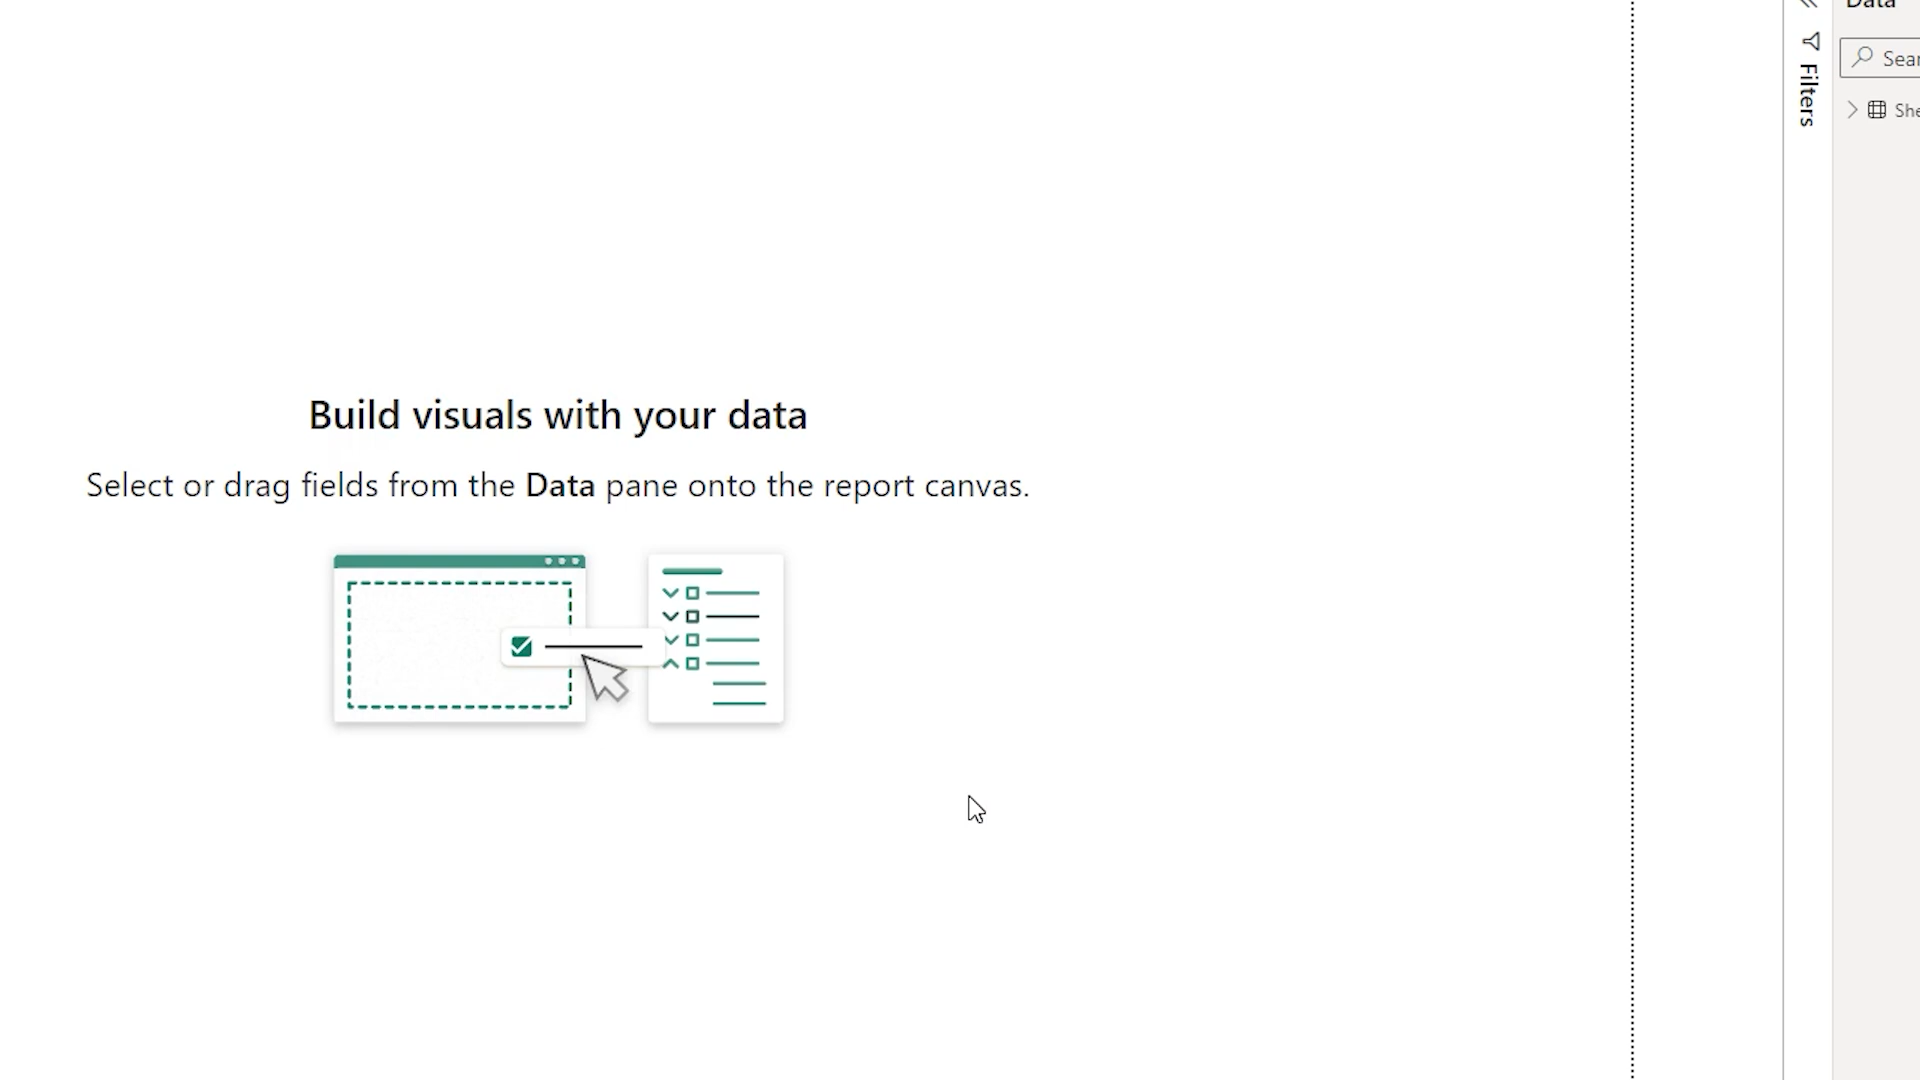 Data
Filters
Build visuals with your data
Select or drag fields from the Data pane onto the report canvas.